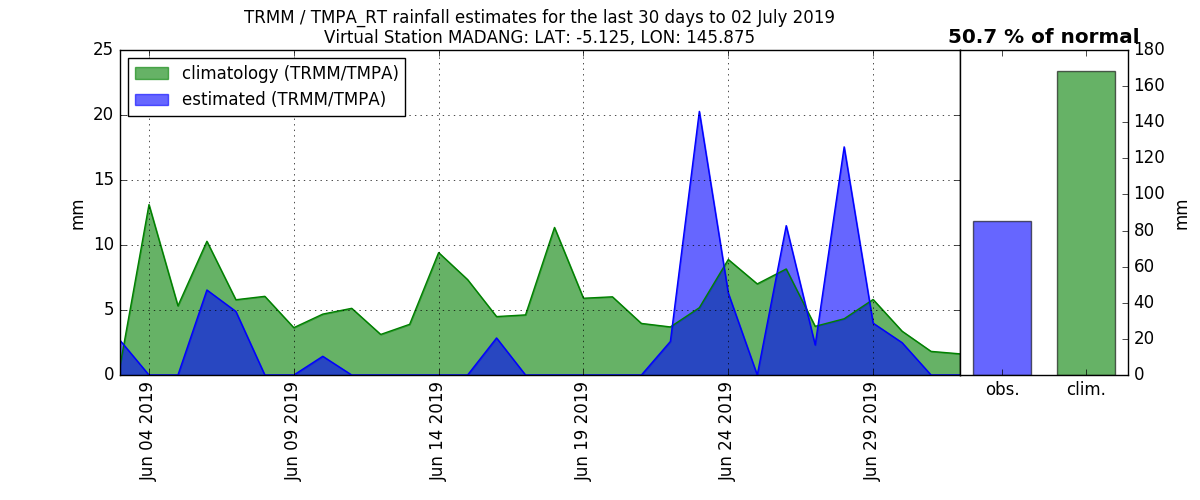 TRMM / TMPA_RT rainfall estimates for the last 30 days to 02 July 2019
Virtual Station MADANG: LAT: -5.125, LON: 145.875
50.7 % of normal
climatology (TRMM/TMPA)
estimated (TRMM/TMPA)
25
20
15
10
5
0
mm
Jun 04 2019
Jun 09 2019
Jun 14 2019
Jun 19 2019
Jun 24 2019
Jun 29 2019
obs.
clim.
180
160
140
120
100
80
60
40
20
0
mm